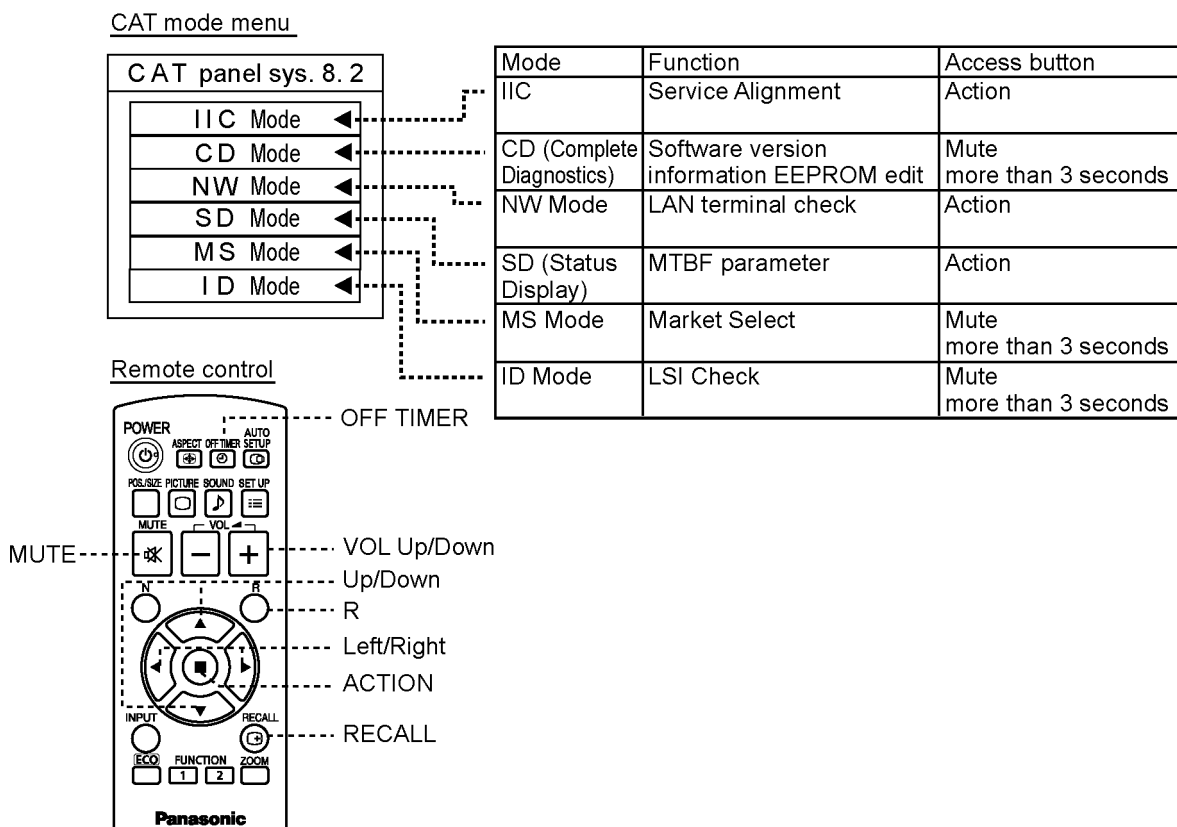 CAT mode menu
CAT panel sys. 8. 2
IIC Mode
CD Mode
NW Mode
SD Mode
MS Mode
ID Mode
Mode Function Access button
IIC Service Alignment Action
CD (Complete Diagnostics) Software version information EEPROM edit Mute more than 3 seconds
NW Mode LAN terminal check Action
SD (Status Display) MTBF parameter Action
MS Mode Market Select Mute more than 3 seconds
ID Mode LSI Check Mute more than 3 seconds
Remote control
OFF TIMER
POWER
ASPECT OFF TIMER AUTO SETUP
POS./SIZE PICTURE SOUND SET UP
MUTE VOL
MUTE
VOL Up/Down
Up/Down
N R
R
Left/Right
ACTION
INPUT RECALL
RECALL
ECO FUNCTION ZOOM
1 2
Panasonic